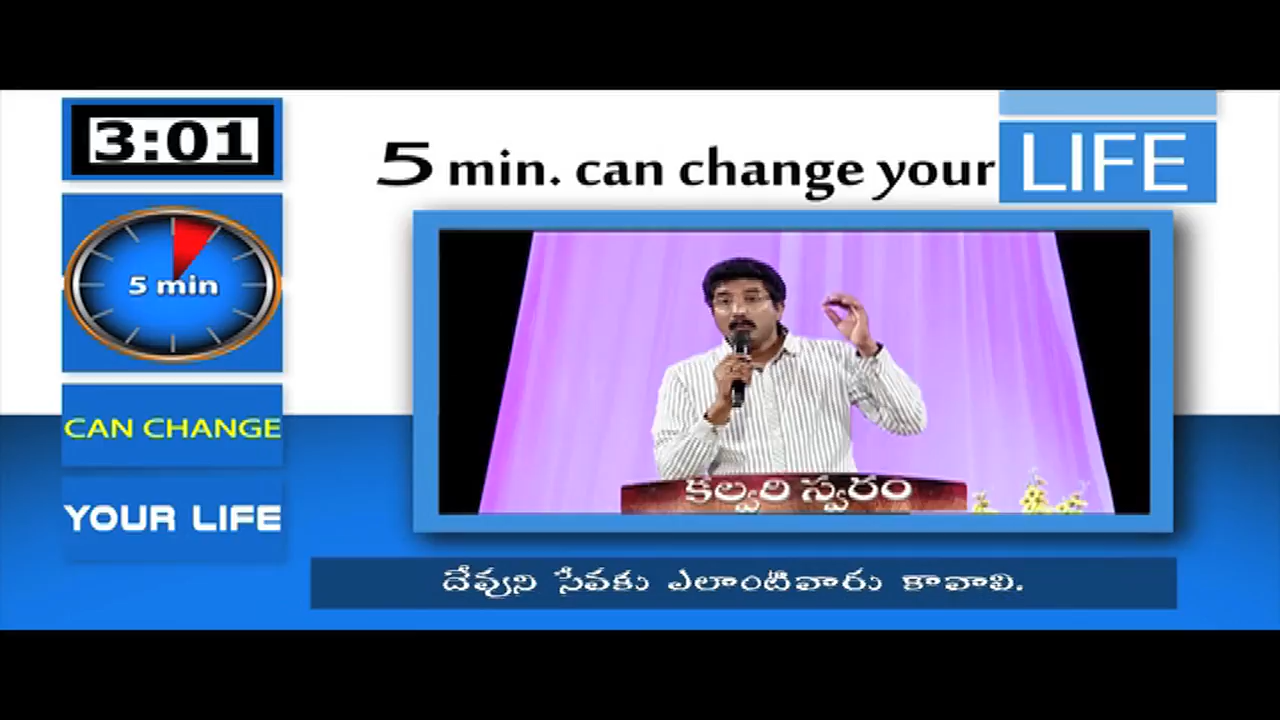 3:01
5 min. can change your LIFE
5 min
CAN CHANGE
YOUR LIFE
కల్వరి స్వరం
దేవుని సేవకు ఎలాంటివారు కావాలి.